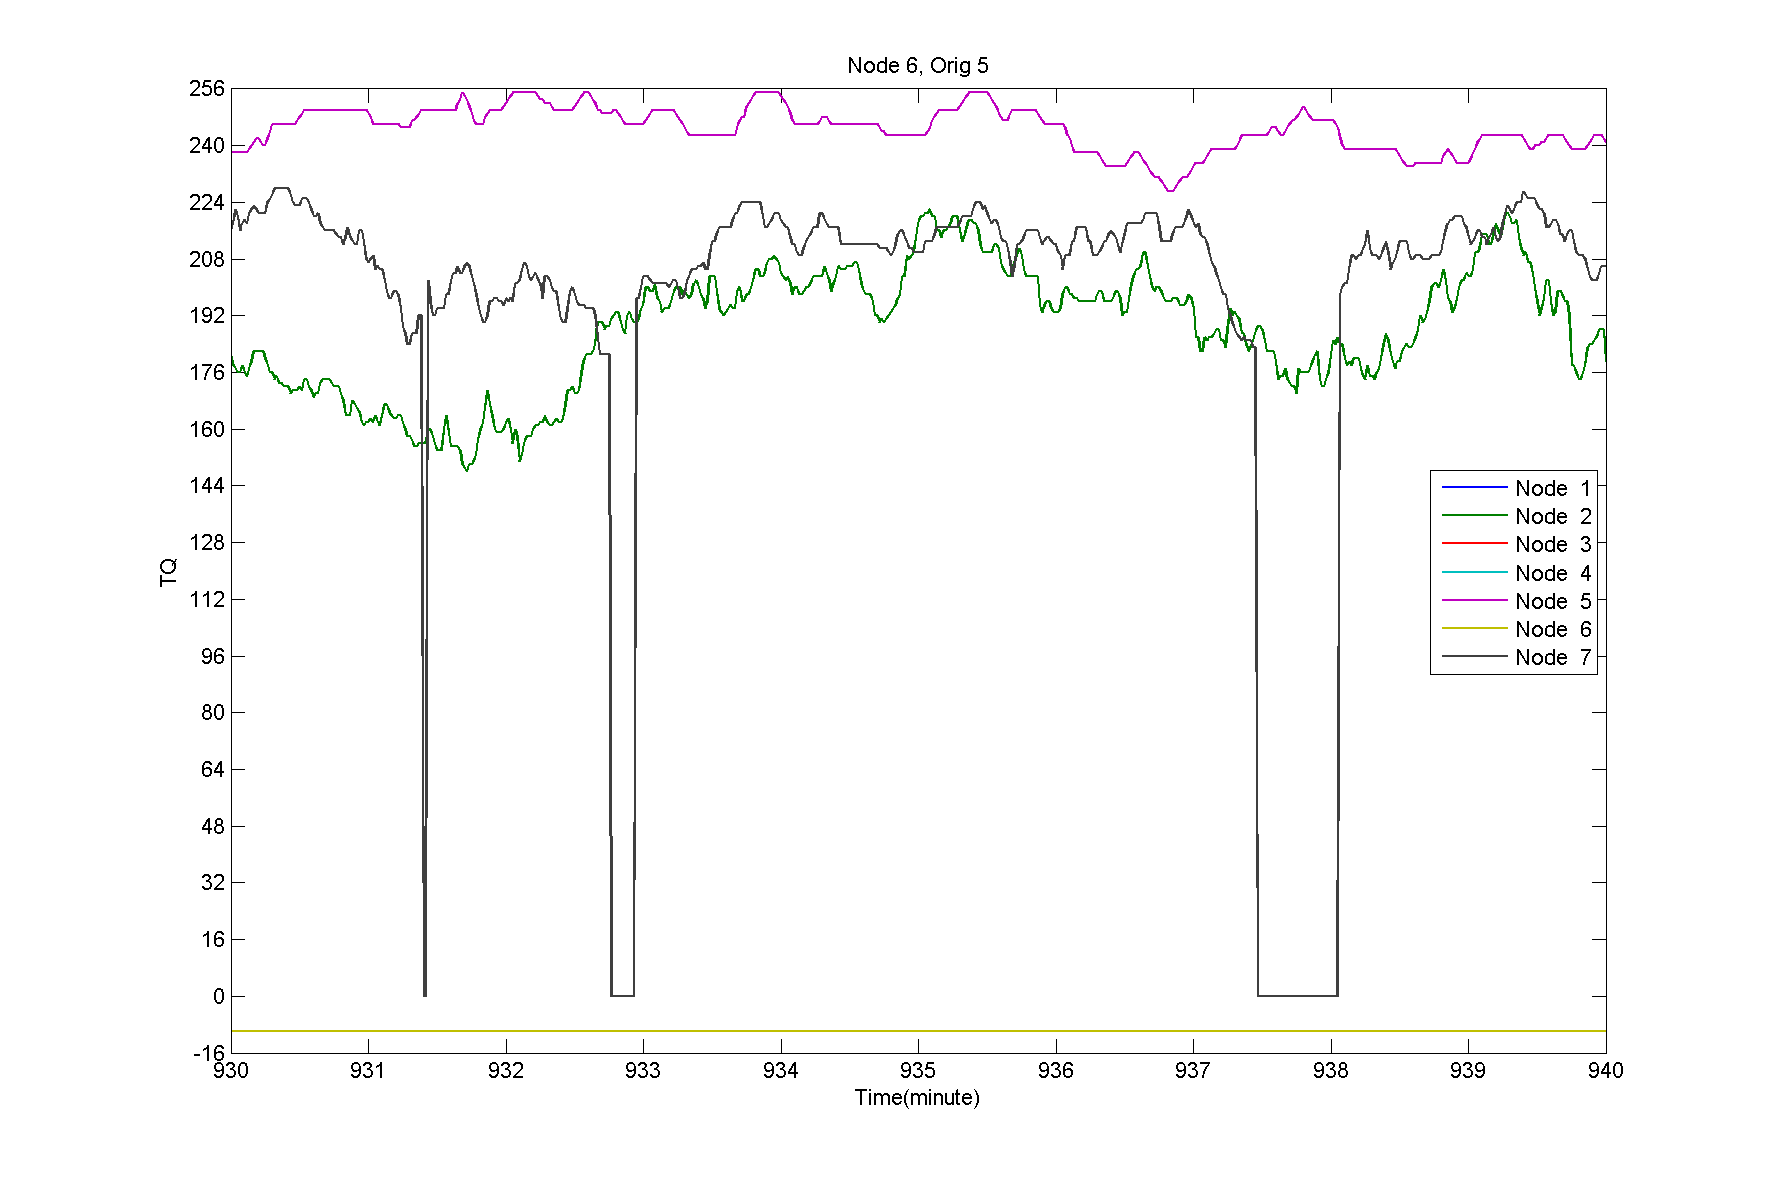 Node 6, Orig 5
256
240
224
208
192
176
160
144
128
112
96
80
64
48
32
16
0
-16
TQ
Node 1
Node 2
Node 3
Node 4
Node 5
Node 6
Node 7
930 931 932 933 934 935 936 937 938 939 940
Time(minute)